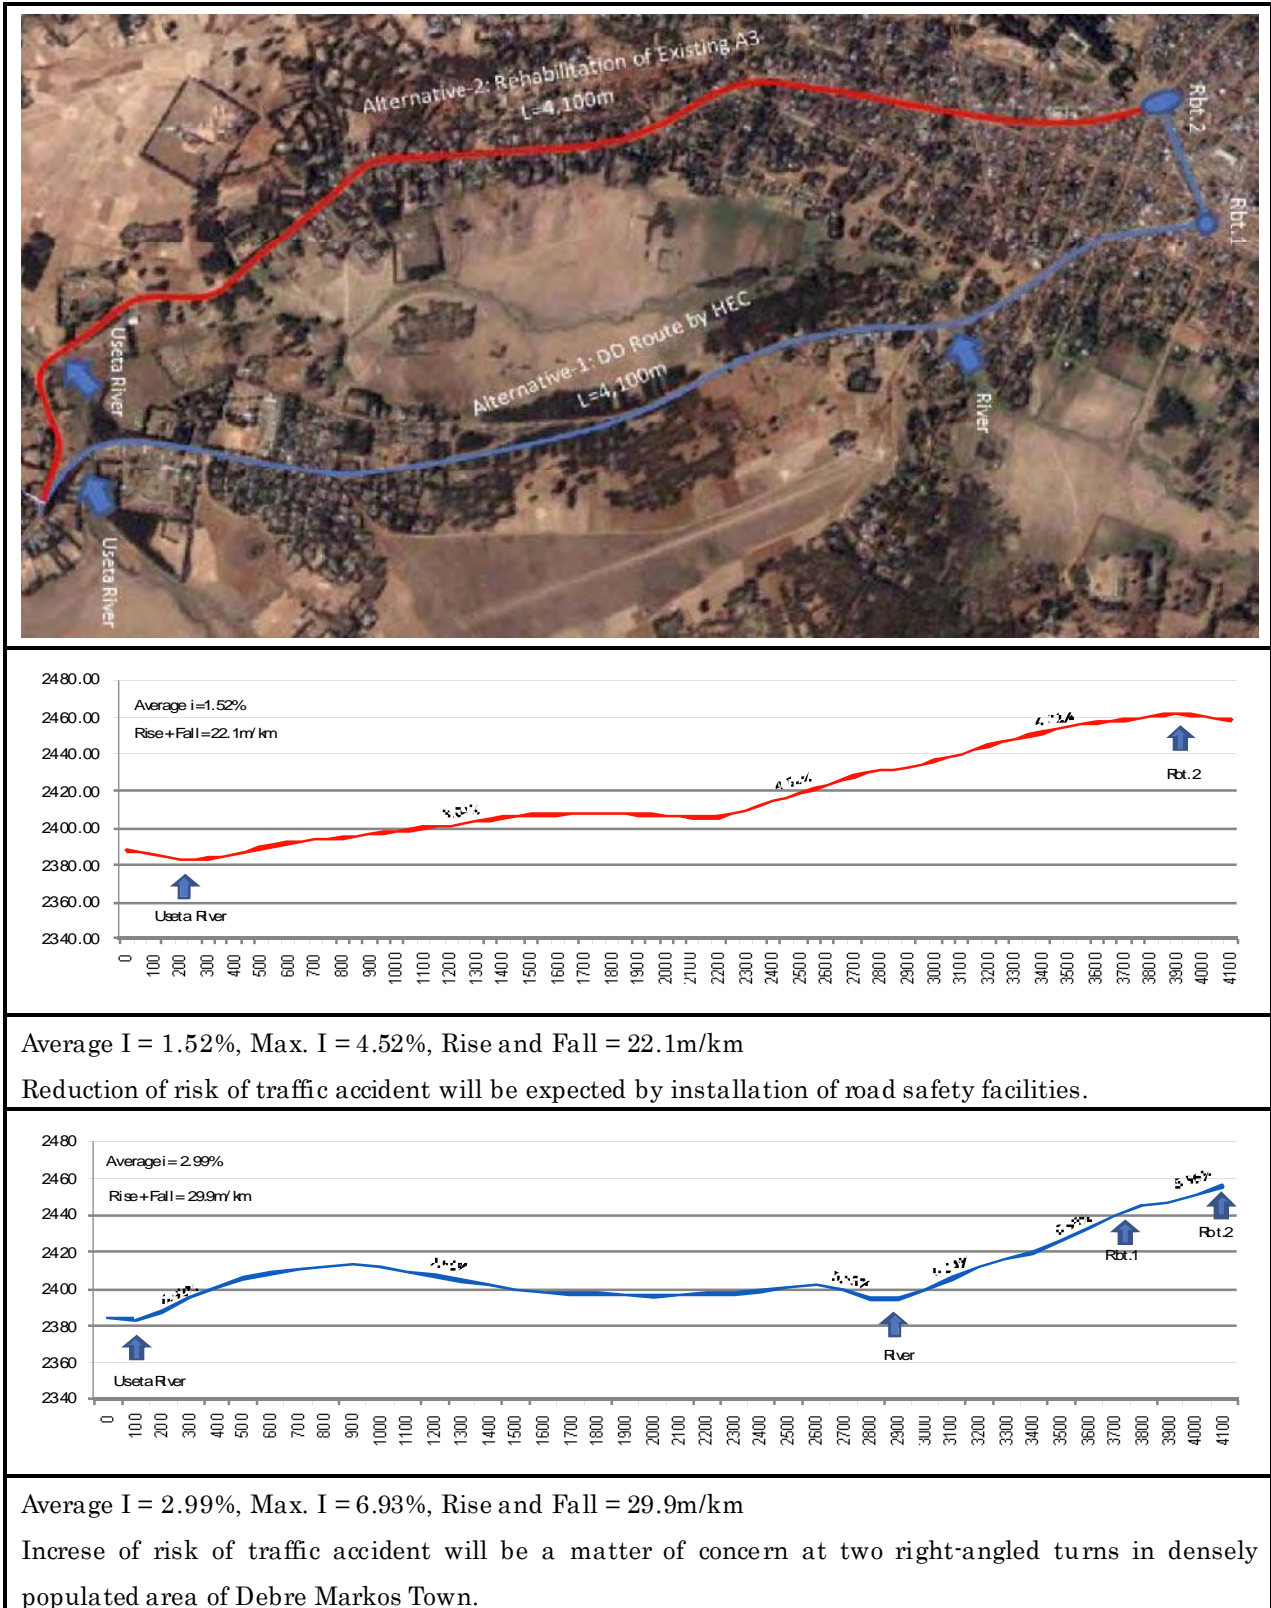 Alternative-2: Rehabilitation of Existing A3
L=4,100m
Rbt.2
Rbt.1
Alternative-1: DD Route by HEC
L=4,100m
Useta River
River
Useta River
2480.00
2460.00
2440.00
2420.00
2400.00
2380.00
2360.00
2340.00
Average i=1.52%
Rise+Fall=22.1m/km
Rbt.2
Useta River
0 100 200 300 400 500 600 700 800 900 1000 1100 1200 1300 1400 1500 1600 1700 1800 1900 2000 2100 2200 2300 2400 2500 2600 2700 2800 2900 3000 3100 3200 3300 3400 3500 3600 3700 3800 3900 4000 4100
Average I = 1.52%, Max. I = 4.52%, Rise and Fall = 22.1m/km
Reduction of risk of traffic accident will be expected by installation of road safety facilities.
2480
2460
2440
2420
2400
2380
2360
2340
Average i= 2.99%
Rise+Fall= 29.9m/km
Rbt.2
Rbt.1
River
Useta River
0 100 200 300 400 500 600 700 800 900 1000 1100 1200 1300 1400 1500 1600 1700 1800 1900 2000 2100 2200 2300 2400 2500 2600 2700 2800 2900 3000 3100 3200 3300 3400 3500 3600 3700 3800 3900 4000 4100
Average I = 2.99%, Max. I = 6.93%, Rise and Fall = 29.9m/km
Increse of risk of traffic accident will be a matter of concern at two right-angled turns in densely
populated area of Debre Markos Town.